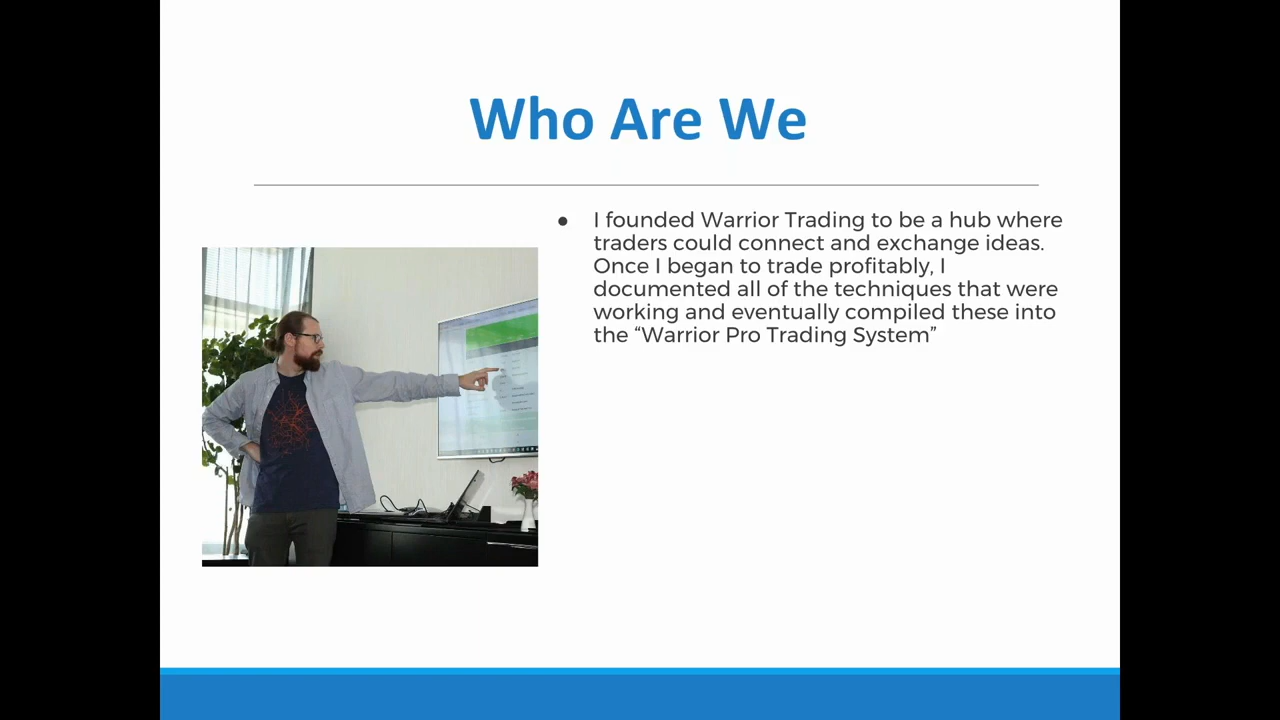 Who Are We
● I founded Warrior Trading to be a hub where
traders could connect and exchange ideas.
Once I began to trade profitably, I
documented all of the techniques that were
working and eventually compiled these into
the “Warrior Pro Trading System”